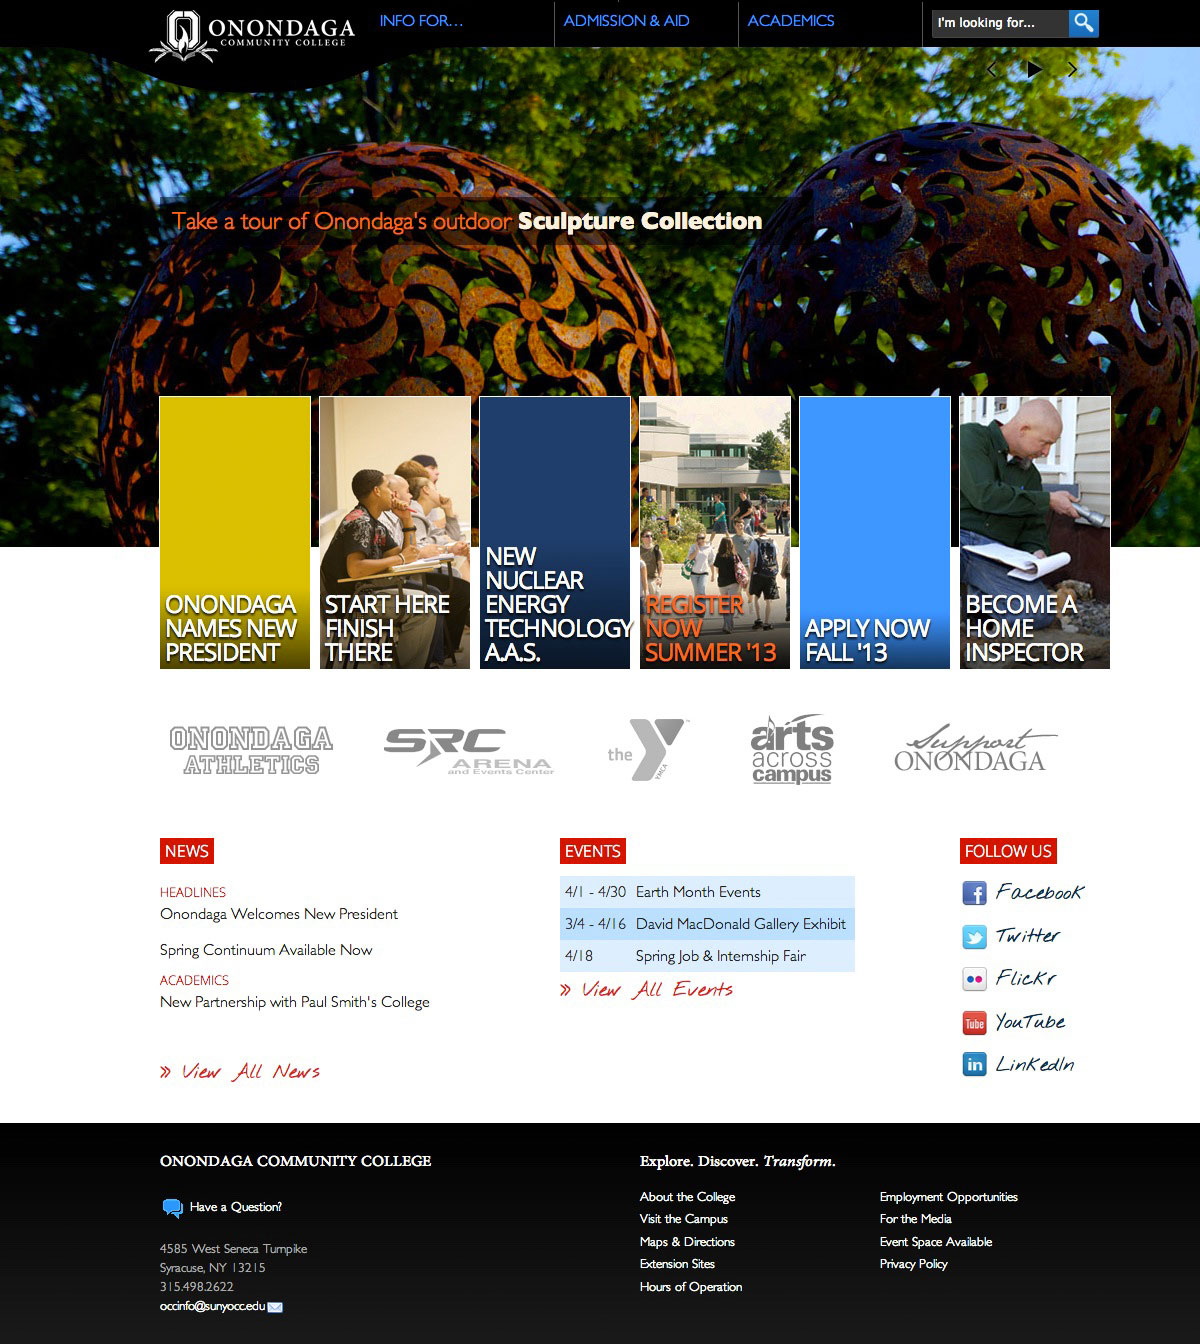 ONONDAGA
COMMUNITY COLLEGE
INFO FOR...
ADMISSION & AID
ACADEMICS
I'm looking for...
Take a tour of Onondaga's outdoor Sculpture Collection
ONONDAGA
NAMES NEW
PRESIDENT
START HERE
FINISH
THERE
NEW
NUCLEAR
ENERGY
TECHNOLOGY
A.A.S.
REGISTER
NOW
SUMMER '13
APPLY NOW
FALL '13
BECOME A
HOME
INSPECTOR
ONONDAGA
ATHLETICS
SRC
ARENA
and Events Center
the Y
YMCA
arts
across
campus
Support
ONONDAGA
NEWS
HEADLINES
Onondaga Welcomes New President
Spring Continuum Available Now
ACADEMICS
New Partnership with Paul Smith's College
» View All News
EVENTS
4/1 - 4/30 Earth Month Events
3/4 - 4/16 David MacDonald Gallery Exhibit
4/18 Spring Job & Internship Fair
» View All Events
FOLLOW US
f Facebook
Twitter
Flickr
Tube YouTube
in LinkedIn
ONONDAGA COMMUNITY COLLEGE
Have a Question?
4585 West Seneca Turnpike
Syracuse, NY 13215
315.498.2622
occinfo@sunyocc.edu
Explore. Discover. Transform.
About the College
Visit the Campus
Maps & Directions
Extension Sites
Hours of Operation
Employment Opportunities
For the Media
Event Space Available
Privacy Policy